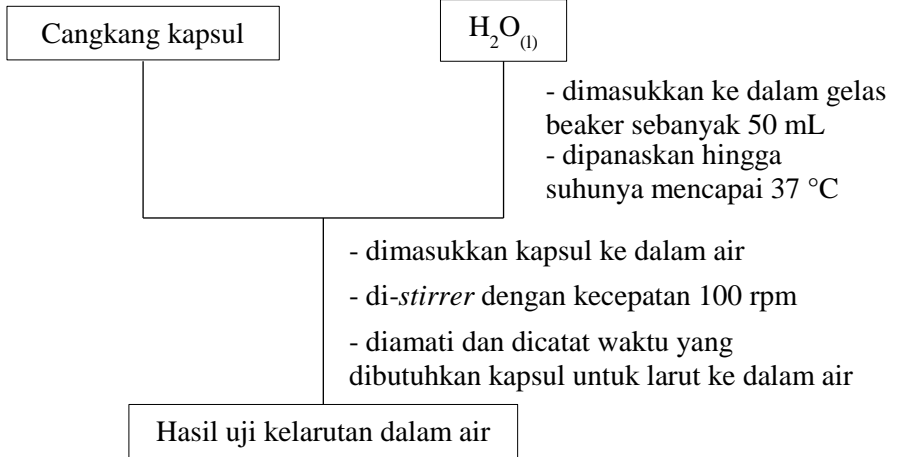 Cangkang kapsul
H2O(l)
- dimasukkan ke dalam gelas
beaker sebanyak 50 mL
- dipanaskan hingga
suhunya mencapai 37 °C
- dimasukkan kapsul ke dalam air
- di-stirrer dengan kecepatan 100 rpm
- diamati dan dicatat waktu yang
dibutuhkan kapsul untuk larut ke dalam air
Hasil uji kelarutan dalam air